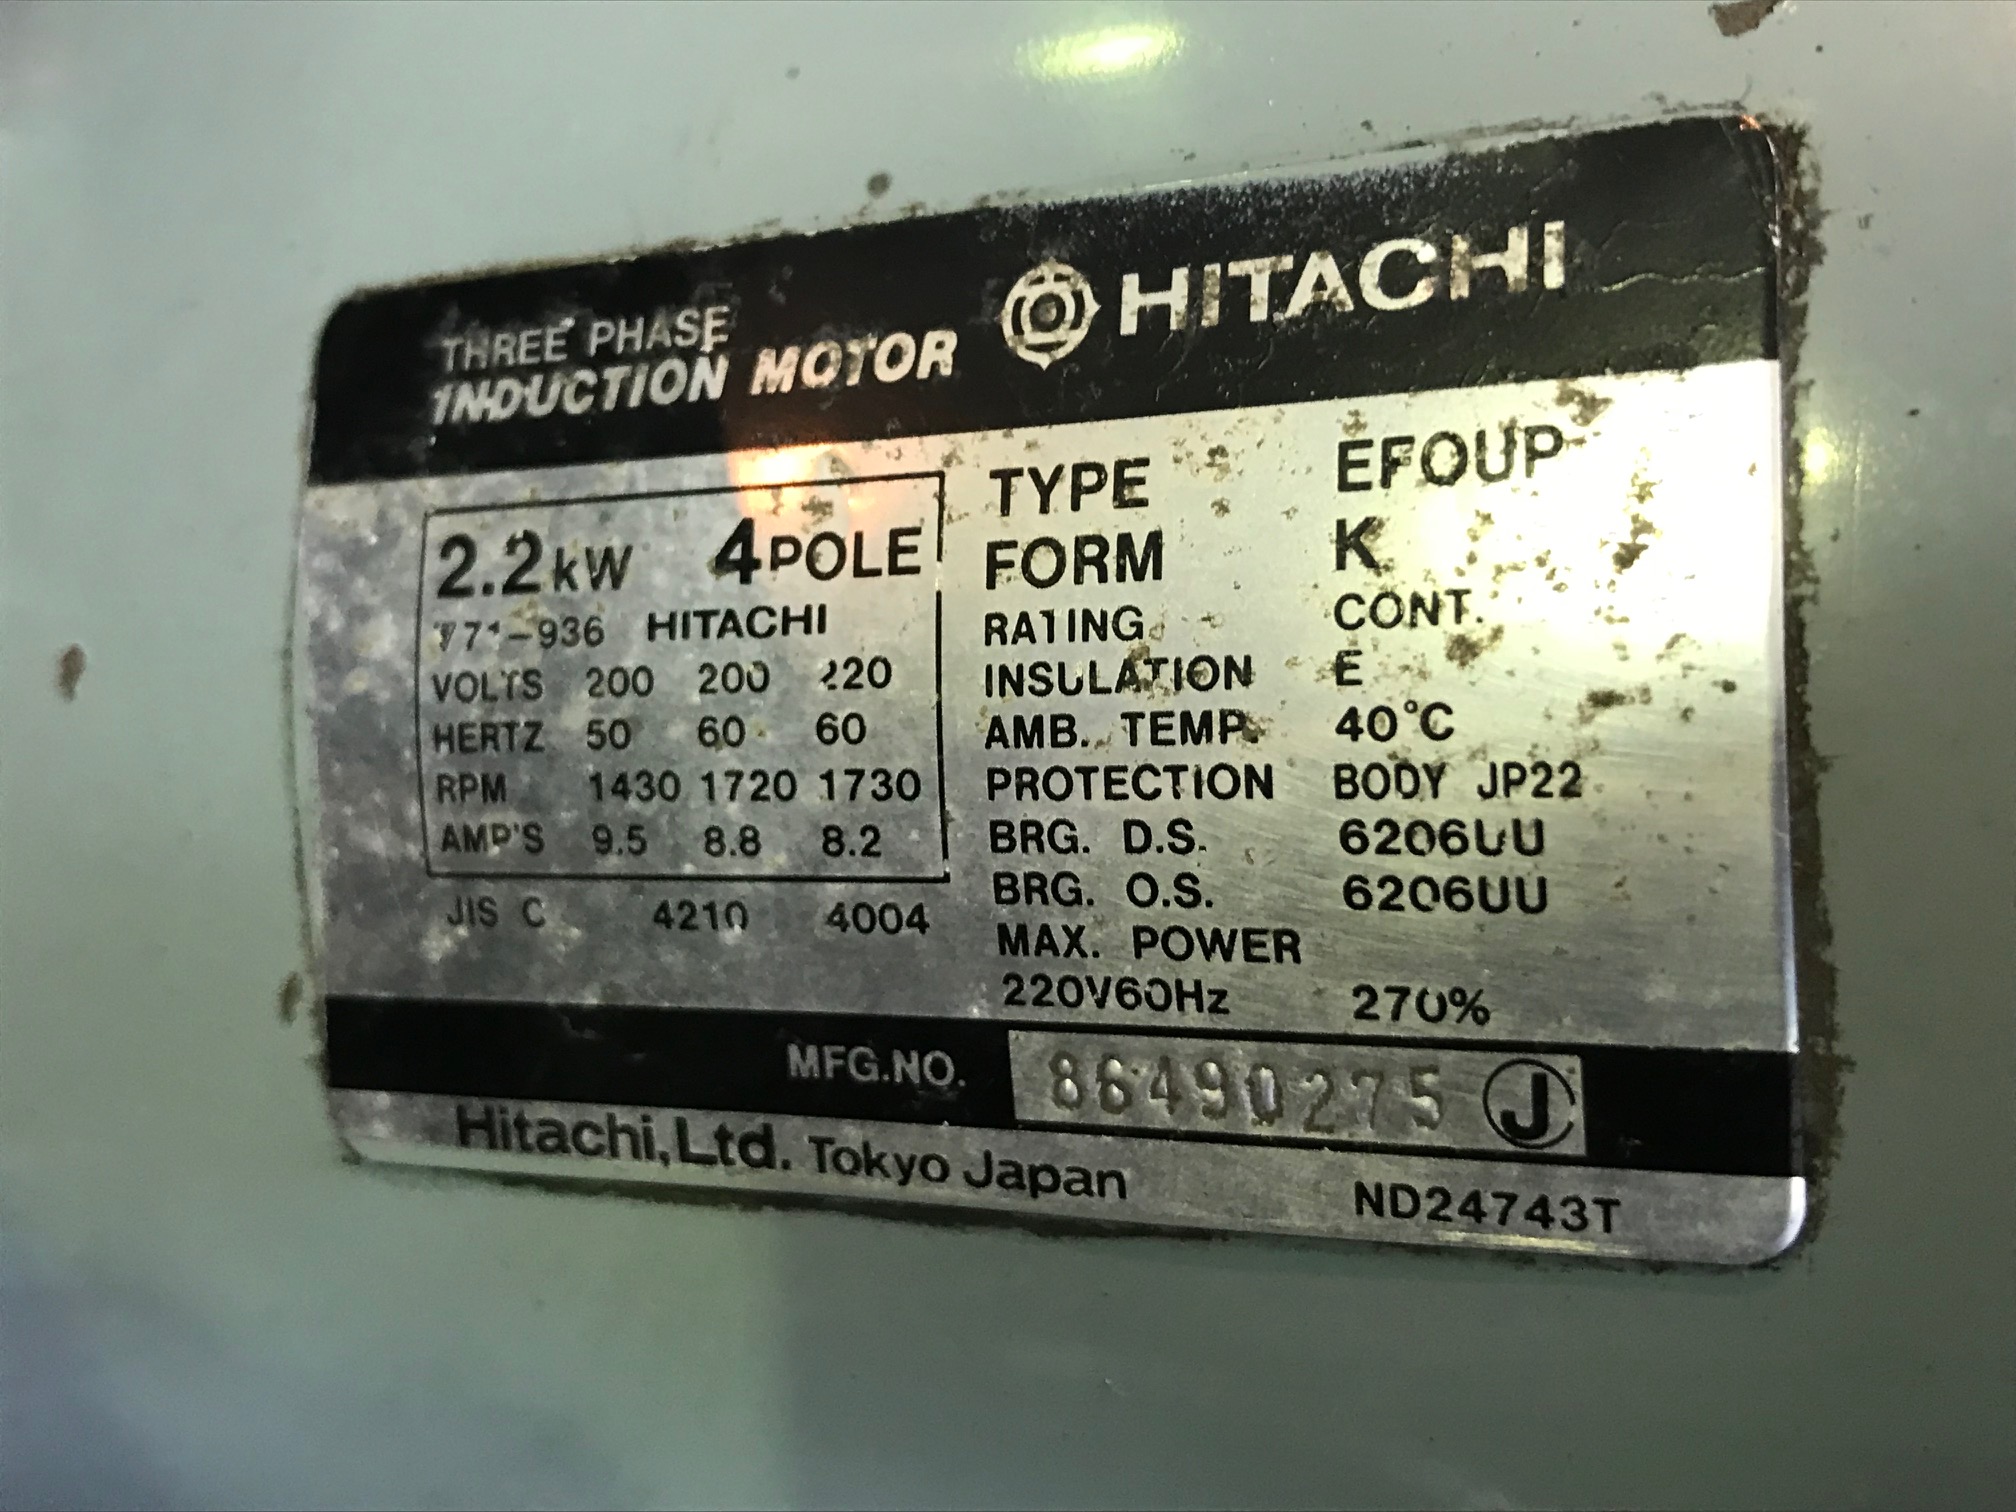 THREE PHASE
INDUCTION MOTOR
HITACHI
2.2kW 4POLE
HITACHI
VOLTS 200 200 220
HERTZ 50 60 60
RPM 1430 1720 1730
AMP'S 9.5 8.8 8.2
JIS C 4210 4004
TYPE EFOUP
FORM K
RATING CONT.
INSULATION E
AMB. TEMP. 40°C
PROTECTION BODY JP22
BRG. D.S. 6206UU
BRG. O.S. 6206UU
MAX. POWER
220V60Hz 270%
MFG.NO. 86490275 J
Hitachi,Ltd. Tokyo Japan
ND24743T